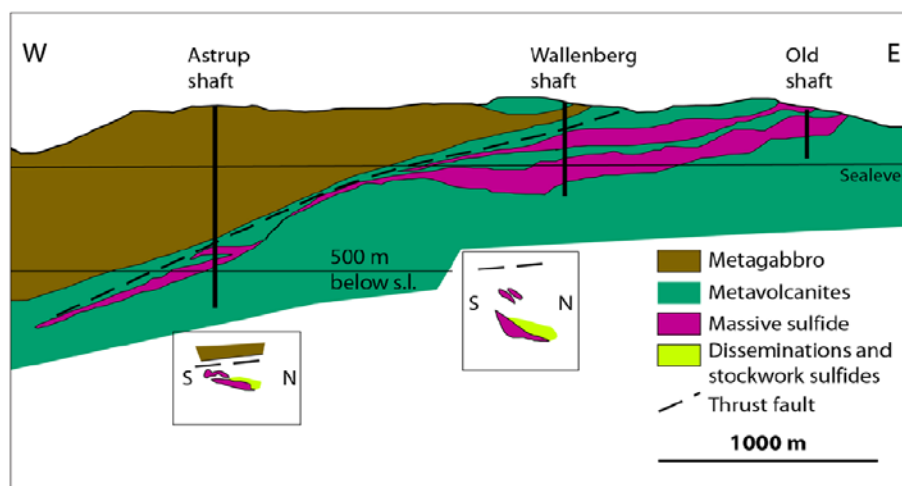 W
Astrup
shaft
Wallenberg
shaft
Old
shaft
E
Sealeve
500 m
below s.l.
S
N
S
N
Metagabbro
Metavolcanites
Massive sulfide
Disseminations and
stockwork sulfides
Thrust fault
1000 m